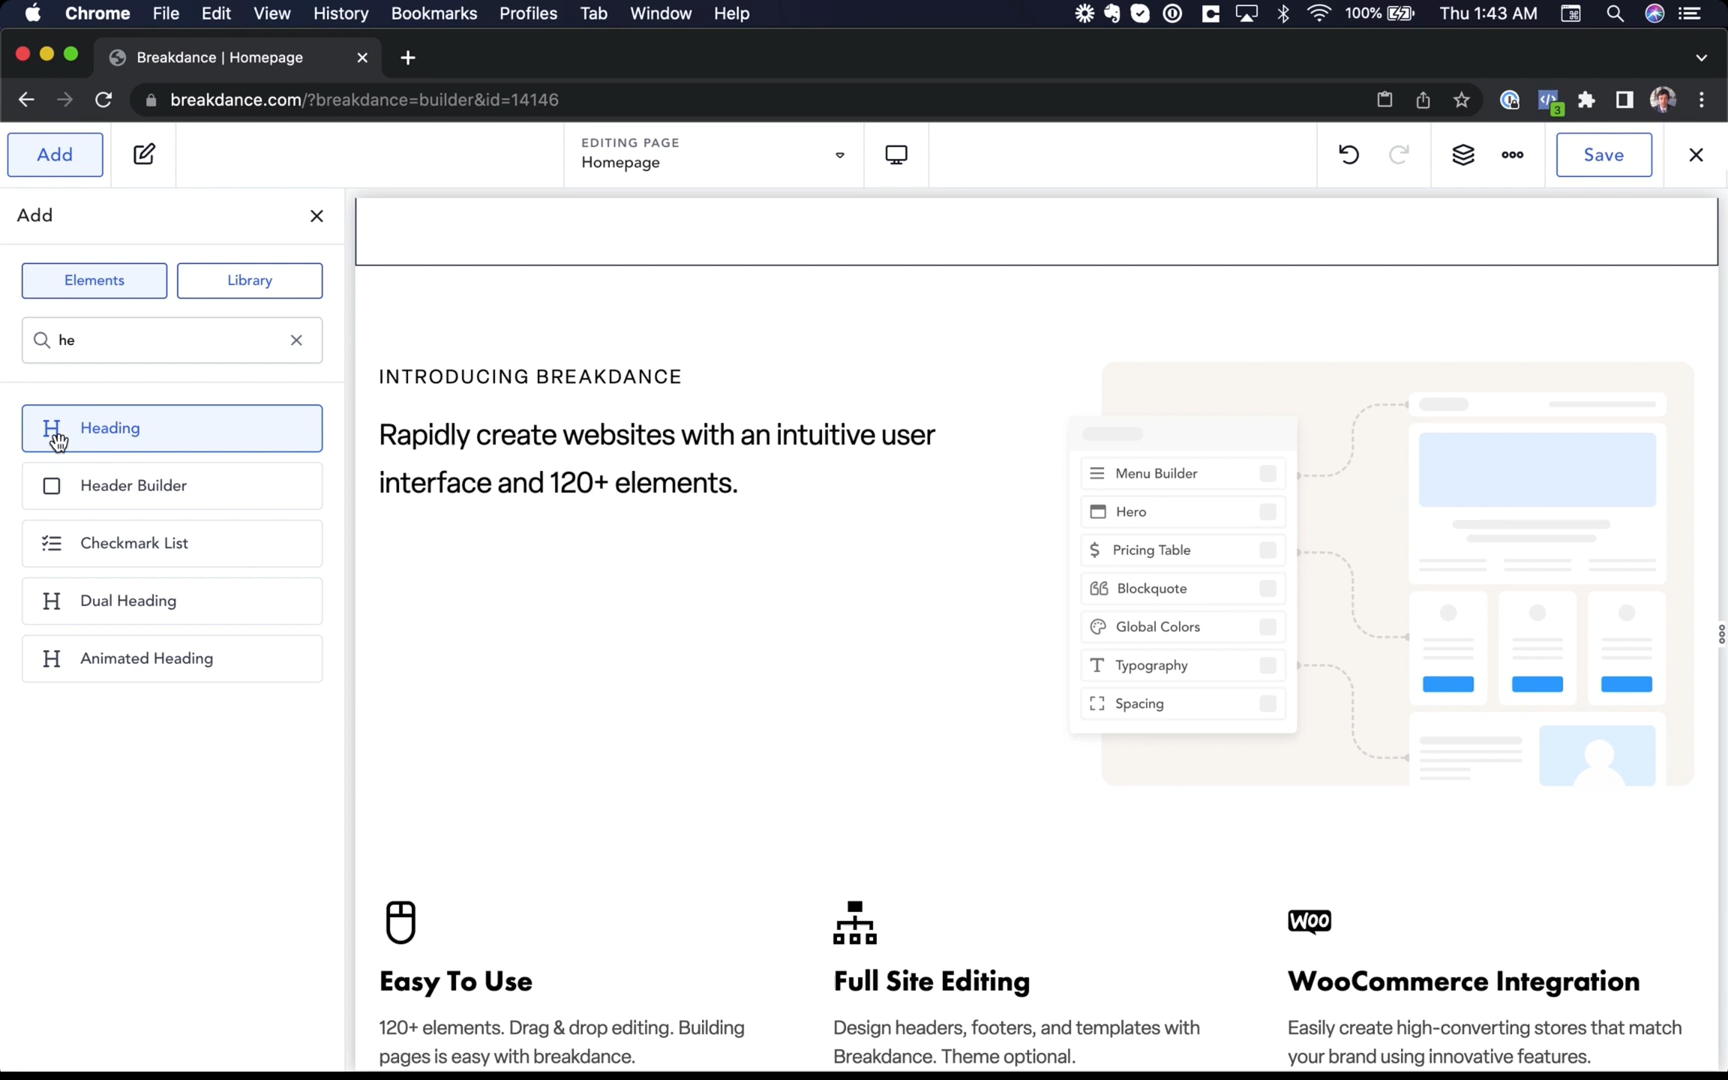 Chrome File Edit View History Bookmarks Profiles Tab Window Help 100% Thu 1:43 AM
Breakdance | Homepage
breakdance.com/?breakdance=builder&id=14146
3
Add
EDITING PAGE
Homepage
Save
Add
Elements
Library
he
Heading
Header Builder
Checkmark List
Dual Heading
Animated Heading
INTRODUCING BREAKDANCE
Rapidly create websites with an intuitive user
interface and 120+ elements.
Menu Builder
Hero
$ Pricing Table
Blockquote
Global Colors
Typography
Spacing
Easy To Use
120+ elements. Drag & drop editing. Building
pages is easy with breakdance.
Full Site Editing
Design headers, footers, and templates with
Breakdance. Theme optional.
WOO
WooCommerce Integration
Easily create high-converting stores that match
your brand using innovative features.